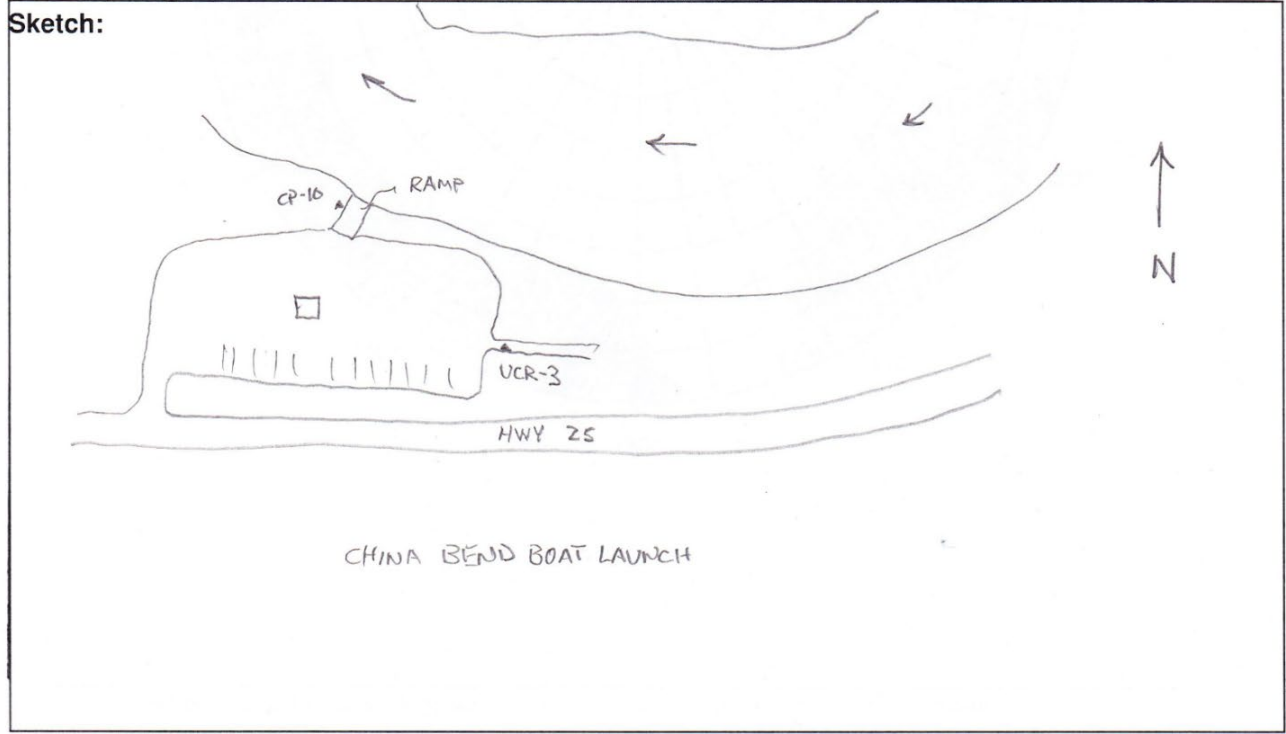 Sketch:
RAMP
CP-10
N
UCR-3
HWY 25
CHINA BEND BOAT LAUNCH